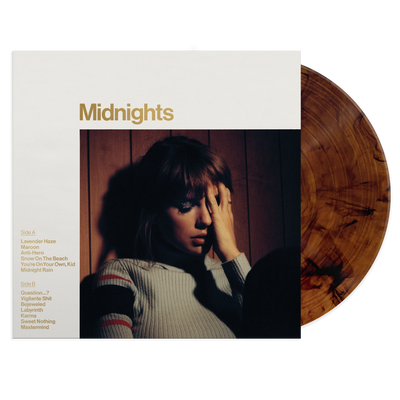 Midnights
Side A
Lavender Haze
Maroon
Anti-Hero
Snow On The Beach
You're On Your Own, Kid
Midnight Rain
Side B
Question...?
Vigilante Shit
Bejeweled
Labyrinth
Karma
Sweet Nothing
Mastermind